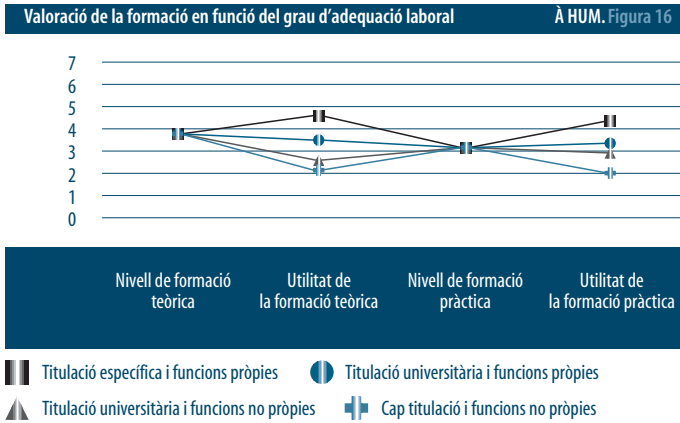 Valoració de la formació en funció del grau d'adequació laboral À HUM. Figura 16
7
6
5
4
3
2
1
0
Nivell de formació teòrica
Utilitat de la formació teòrica
Nivell de formació pràctica
Utilitat de la formació pràctica
Titulació específica i funcions pròpies
Titulació universitària i funcions pròpies
Titulació universitària i funcions no pròpies
Cap titulació i funcions no pròpies